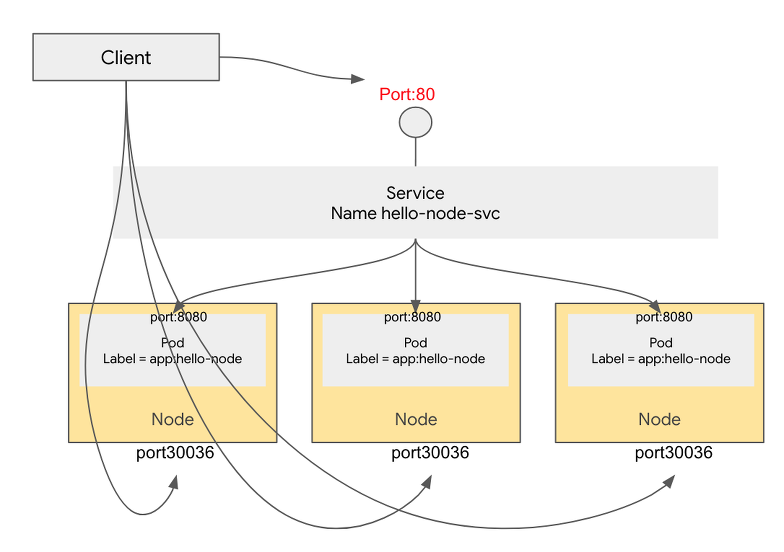 Client
Port:80
Service
Name hello-node-svc
port:8080
Pod
Label = app:hello-node
Node
port30036
port:8080
Pod
Label = app:hello-node
Node
port30036
port:8080
Pod
Label = app:hello-node
Node
port30036